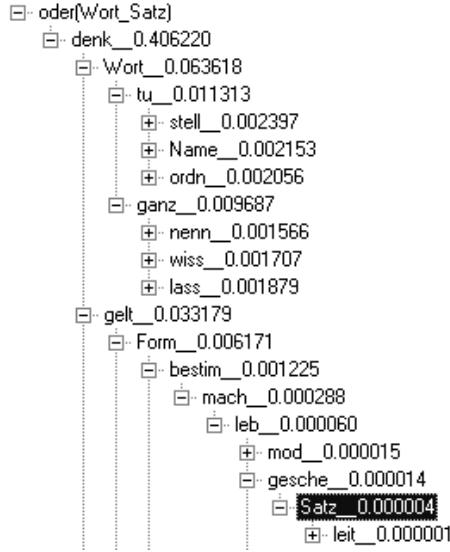 oder(Wort_Satz)
denk__0.406220
Wort__0.063618
tu__0.011313
stell__0.002397
Name__0.002153
ordn__0.002056
ganz__0.009687
nenn__0.001566
wiss__0.001707
lass__0.001879
gelt__0.033179
Form__0.006171
bestim__0.001225
mach__0.000288
leb__0.000060
mod__0.000015
gesche__0.000014
Satz__0.000004
leit__0.000001